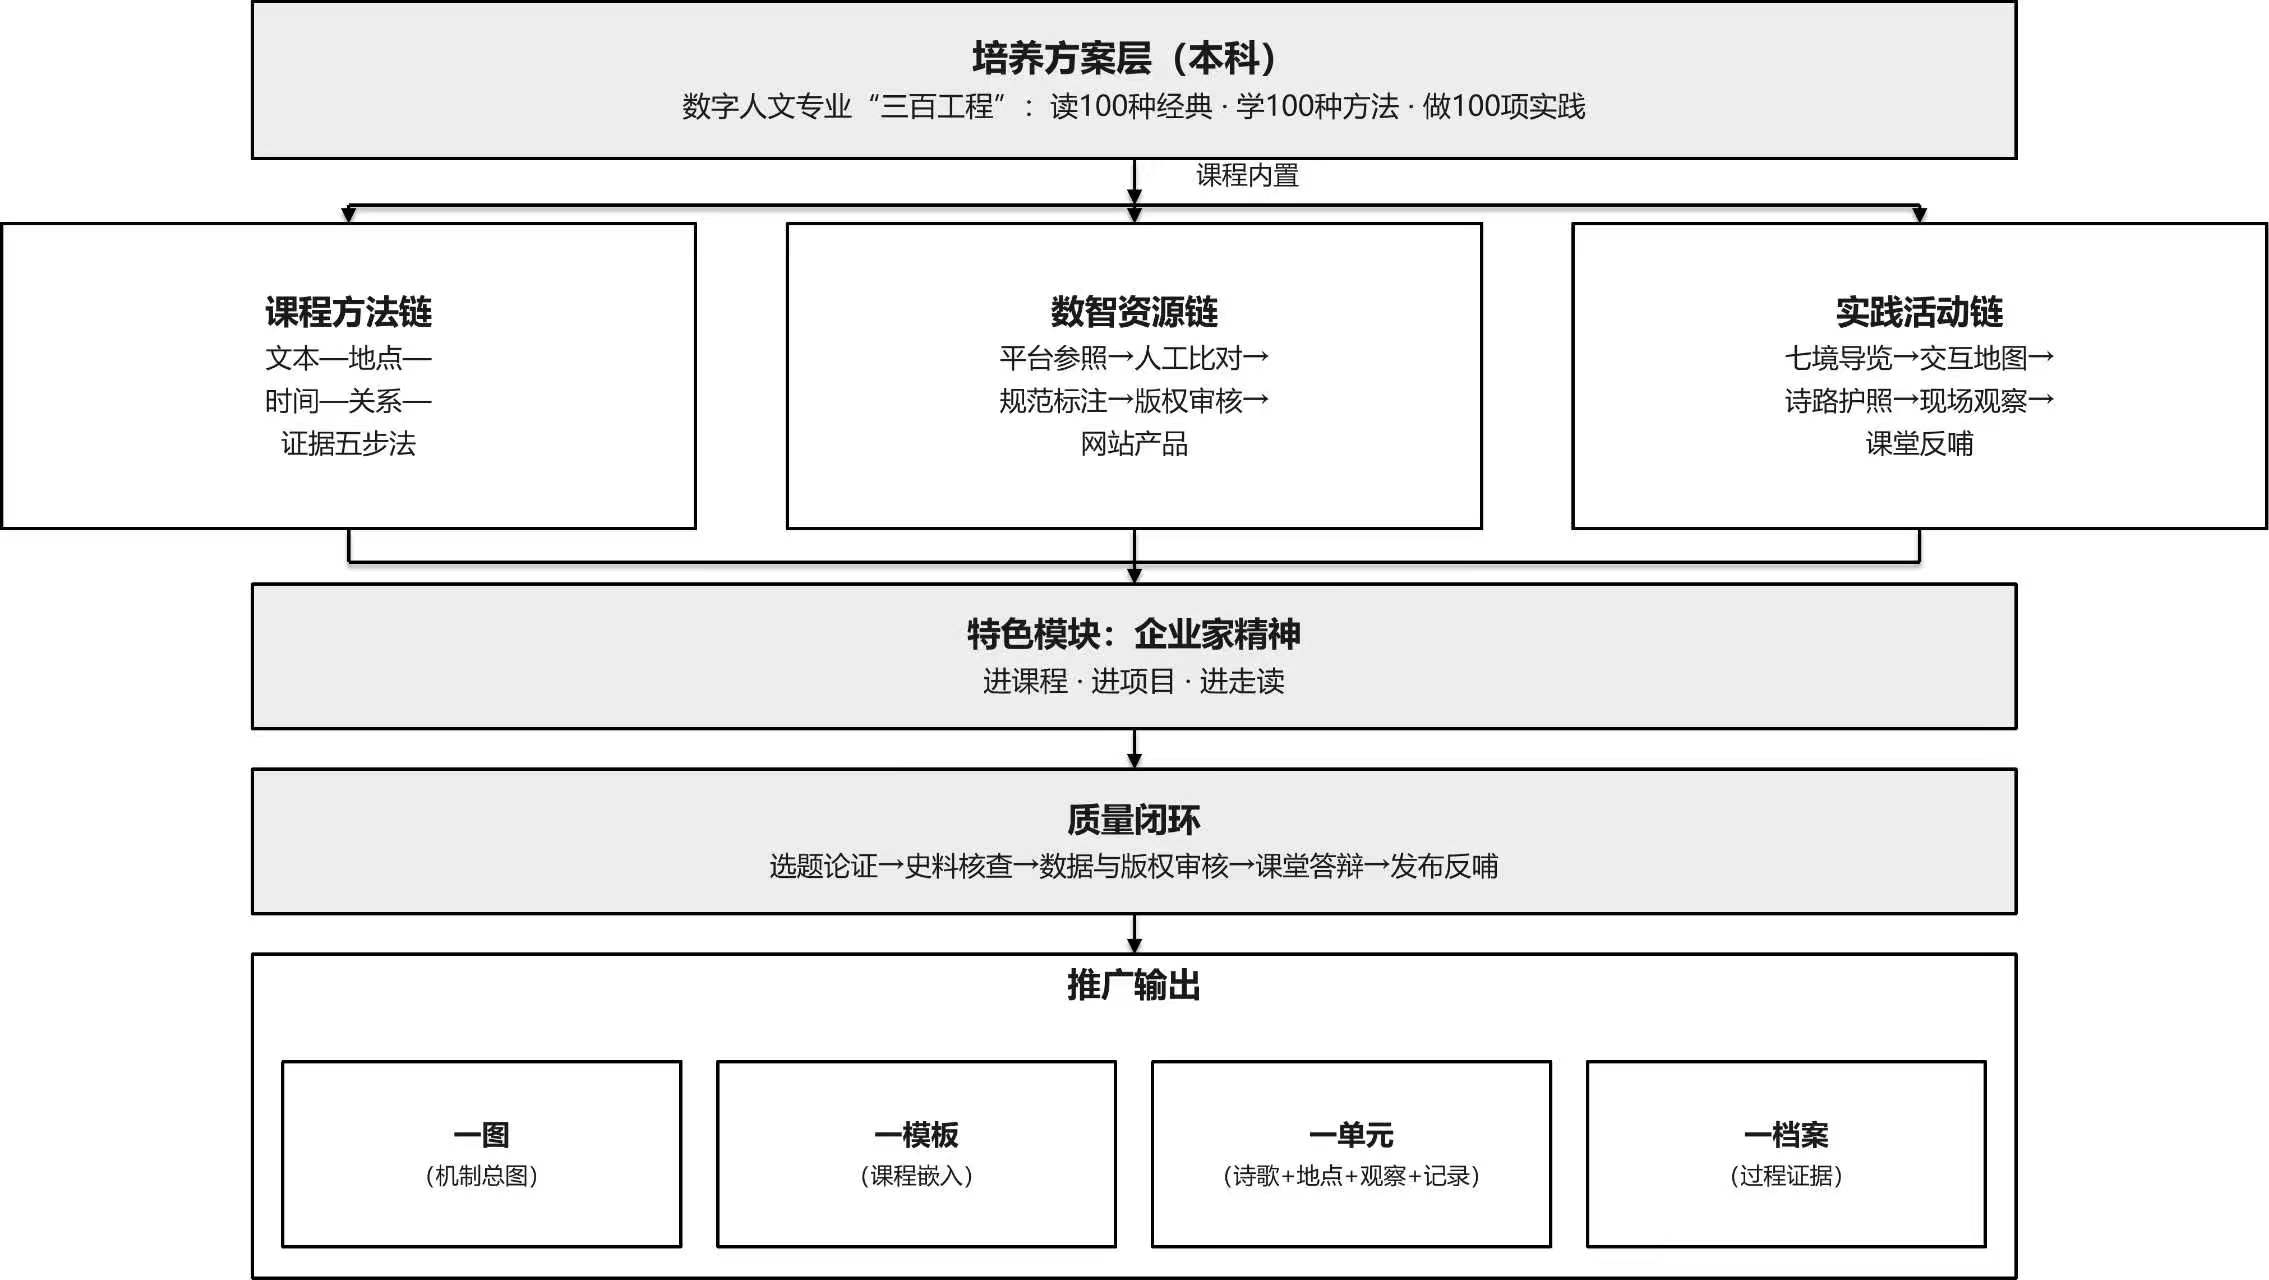 培养方案层（本科）
数字人文专业“三百工程”：读100种经典 · 学100种方法 · 做100项实践
课程内置
课程方法链
文本—地点—
时间—关系—
证据五步法
数智资源链
平台参照→人工比对→
规范标注→版权审核→
网站产品
实践活动链
七境导览→交互地图→
诗路护照→现场观察→
课堂反哺
特色模块：企业家精神
进课程 · 进项目 · 进走读
质量闭环
选题论证→史料核查→数据与版权审核→课堂答辩→发布反哺
推广输出
一图
（机制总图）
一模板
（课程嵌入）
一单元
（诗歌+地点+观察+记录）
一档案
（过程证据）